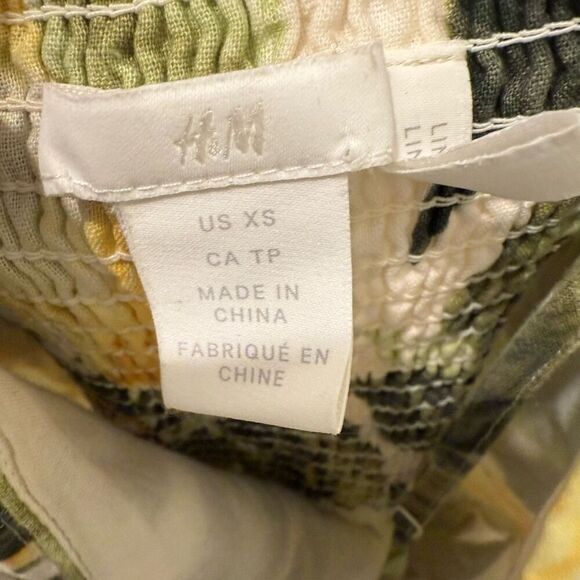 H&M
US XS
CA TP
MADE IN
CHINA
FABRIQUÉ EN
CHINE